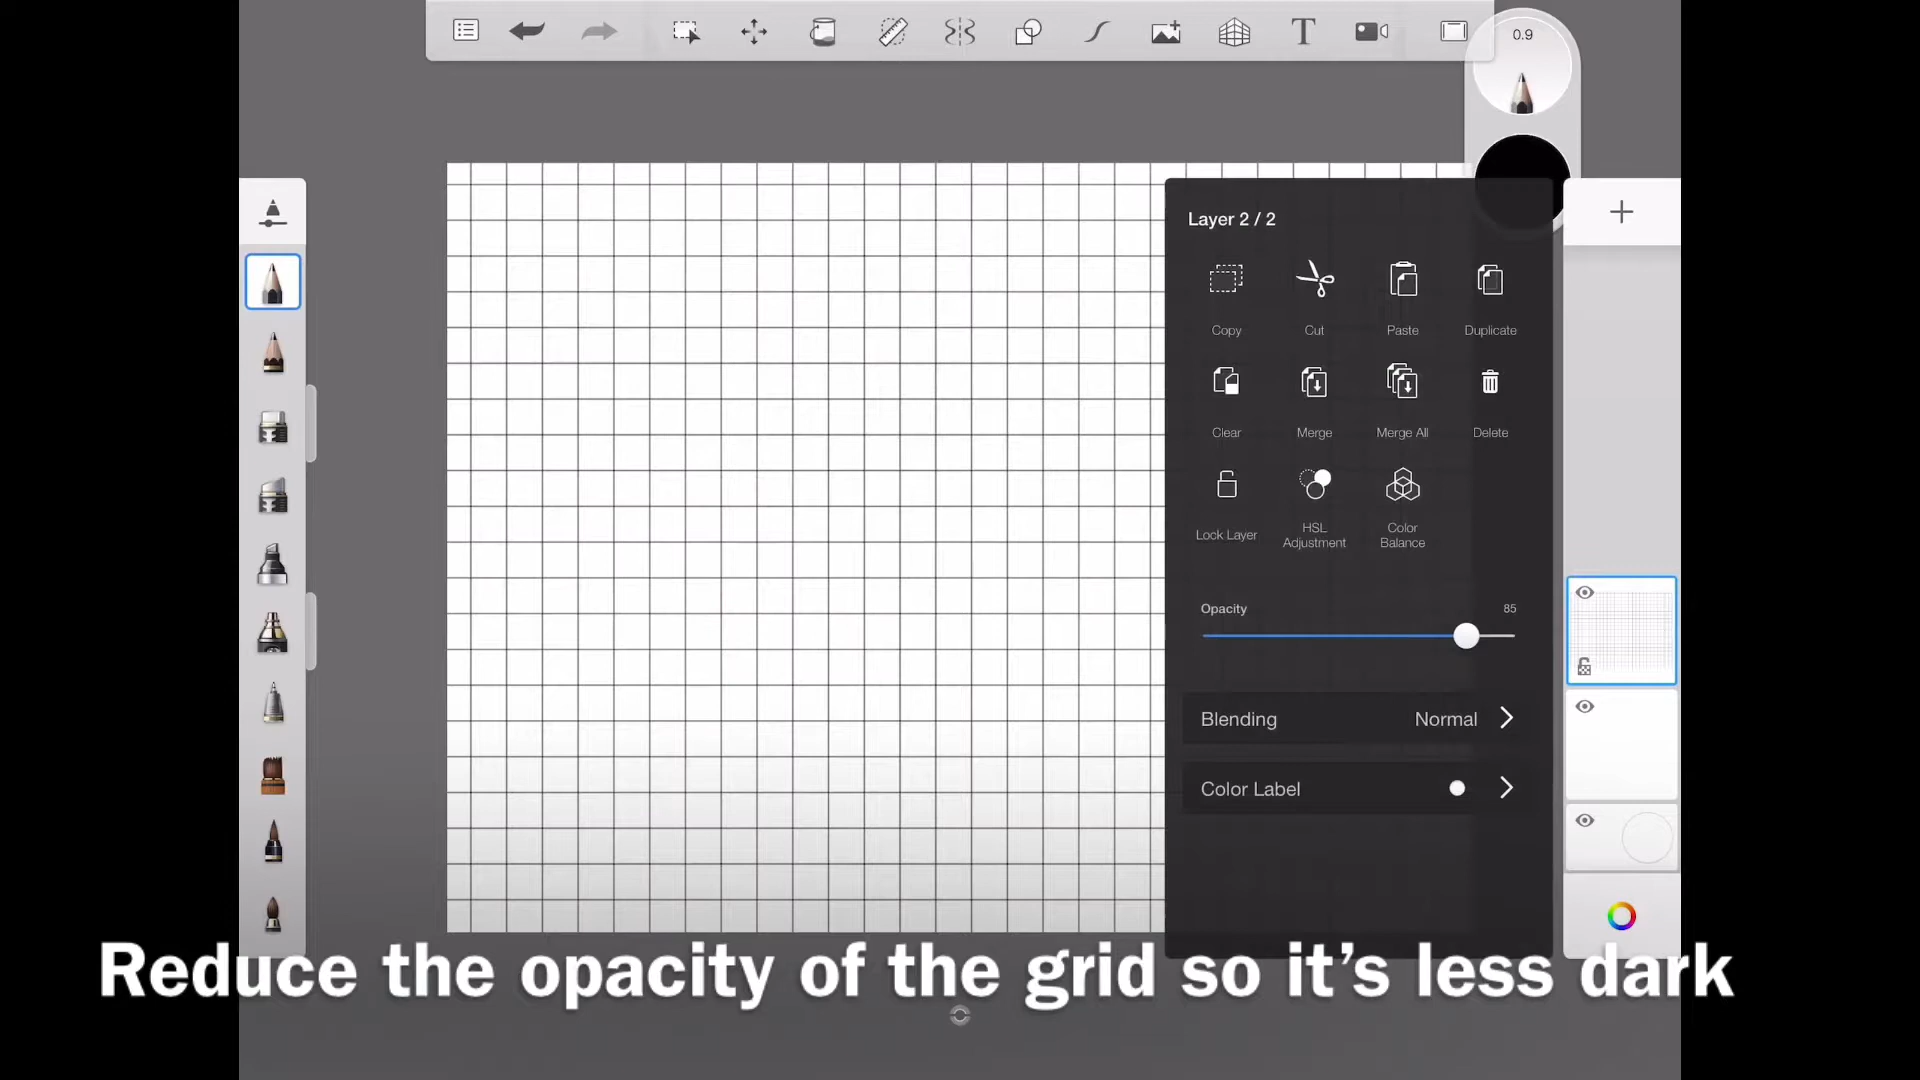 T
0.9
Layer 2 / 2
Copy
Cut
Paste
Duplicate
Clear
Merge
Merge All
Delete
Lock Layer
HSL
Adjustment
Color
Balance
Opacity
85
Blending
Normal
Color Label
Reduce the opacity of the grid so it’s less dark